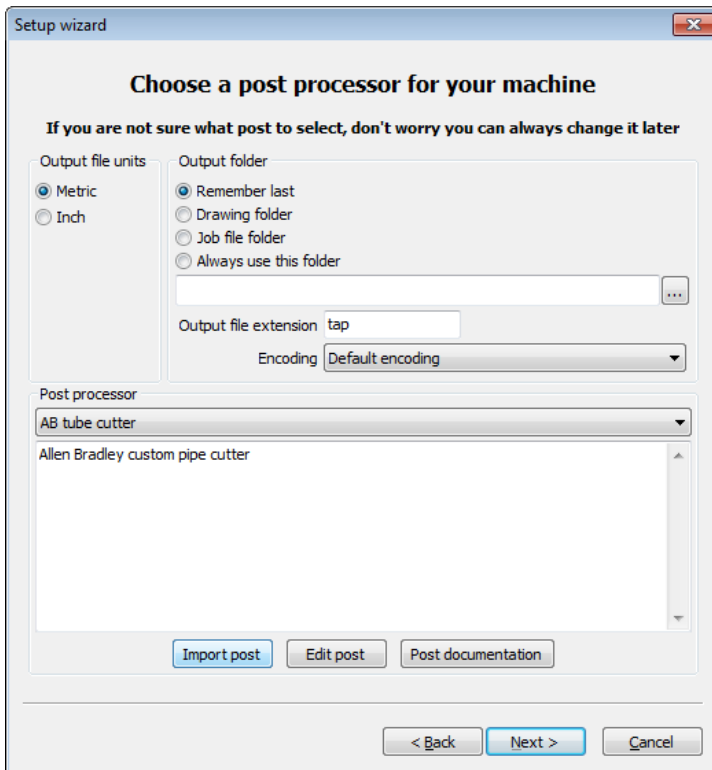 Setup wizard
Choose a post processor for your machine
If you are not sure what post to select, don't worry you can always change it later
Output file units
Metric
Inch
Output folder
Remember last
Drawing folder
Job file folder
Always use this folder
...
Output file extension tap
Encoding Default encoding
Post processor
AB tube cutter
Allen Bradley custom pipe cutter
Import post Edit post Post documentation
< Back Next > Cancel